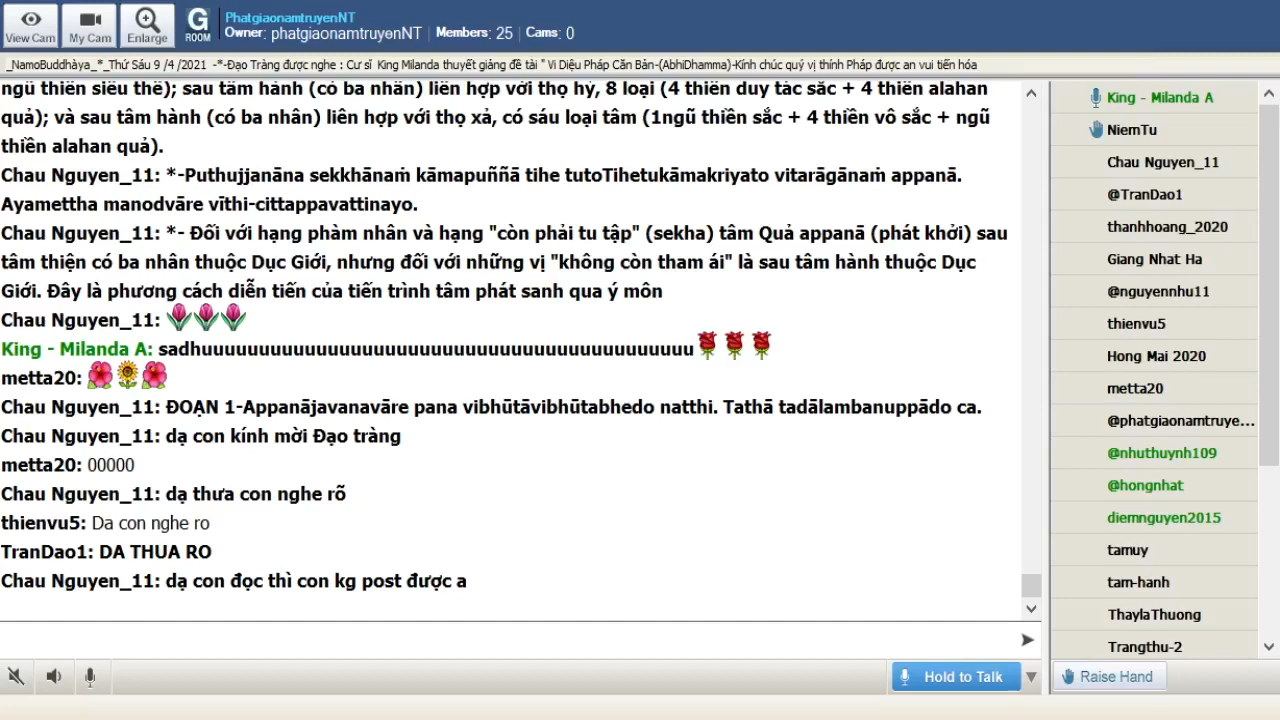 View Cam
My Cam
Enlarge
G
ROOM
PhatgiaonamtruyenNT
Owner: phatgiaonamtruyenNT | Members: 25 | Cams: 0
_NamoBuddhàya_*_Thứ Sáu 9 /4 /2021 -*-Đạo Tràng được nghe : Cư sĩ King Milanda thuyết giảng đề tài " Vi Diệu Pháp Căn Bản-(AbhiDhamma)-Kính chúc quý vị thính Pháp được an vui tiến hóa
ngũ thiền siêu thế); sau tâm hành (có ba nhân) liên hợp với thọ hỷ, 8 loại (4 thiền duy tác sắc + 4 thiền alahan
quả); và sau tâm hành (có ba nhân) liên hợp với thọ xả, có sáu loại tâm (1ngũ thiền sắc + 4 thiền vô sắc + ngũ
thiền alahan quả).
Chau Nguyen_11: *-Puthujjanāna sekkhānaṁ kāmapuññā tihe tutoTihetukāmakriyato vitarāgānaṁ appanā.
Ayamettha manodvāre vīthi-cittappavattinayo.
Chau Nguyen_11: *- Đối với hạng phàm nhân và hạng "còn phải tu tập" (sekha) tâm Quả appanā (phát khởi) sau
tâm thiện có ba nhân thuộc Dục Giới, nhưng đối với những vị "không còn tham ái" là sau tâm hành thuộc Dục
Giới. Đây là phương cách diễn tiến của tiến trình tâm phát sanh qua ý môn
Chau Nguyen_11:
King - Milanda A: sadhuuuuuuuuuuuuuuuuuuuuuuuuuuuuuuuuuuuuuuuuuuu
metta20:
Chau Nguyen_11: ĐOẠN 1-Appanājavanavāre pana vibhūtāvibhūtabhedo natthi. Tathā tadālambanuppādo ca.
Chau Nguyen_11: dạ con kính mời Đạo tràng
metta20: 00000
Chau Nguyen_11: dạ thưa con nghe rõ
thienvu5: Da con nghe ro
TranDao1: DA THUA RO
Chau Nguyen_11: dạ con đọc thì con kg post được a
Hold to Talk
King - Milanda A
NiemTu
Chau Nguyen_11
@TranDao1
thanhhoang_2020
Giang Nhat Ha
@nguyennhu11
thienvu5
Hong Mai 2020
metta20
@phatgiaonamtruye...
@nhuthuynh109
@hongnhat
diemnguyen2015
tamuy
tam-hanh
ThaylaThuong
Trangthu-2
Raise Hand